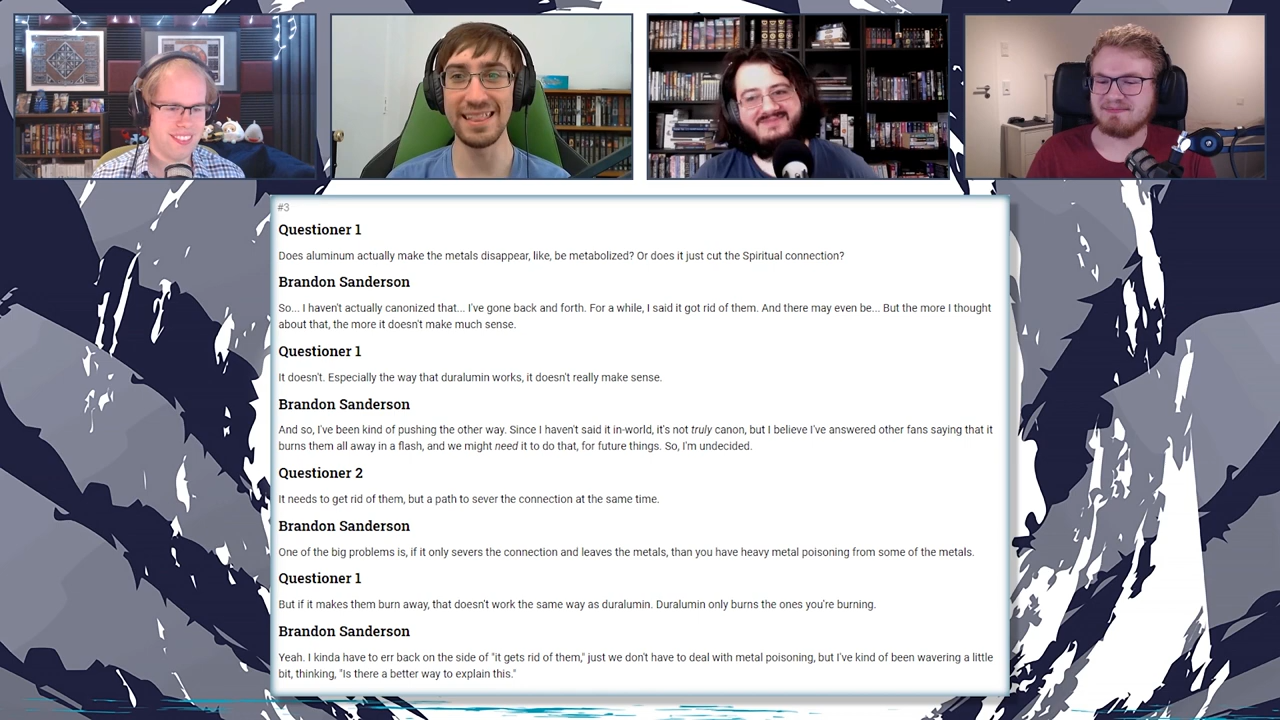 #3
Questioner 1
Does aluminum actually make the metals disappear, like, be metabolized? Or does it just cut the Spiritual connection?
Brandon Sanderson
So... I haven't actually canonized that... I've gone back and forth. For a while, I said it got rid of them. And there may even be... But the more I thought
about that, the more it doesn't make much sense.
Questioner 1
It doesn't. Especially the way that duralumin works, it doesn't really make sense.
Brandon Sanderson
And so, I've been kind of pushing the other way. Since I haven't said it in-world, it's not truly canon, but I believe I've answered other fans saying that it
burns them all away in a flash, and we might need it to do that, for future things. So, I'm undecided.
Questioner 2
It needs to get rid of them, but a path to sever the connection at the same time.
Brandon Sanderson
One of the big problems is, if it only severs the connection and leaves the metals, than you have heavy metal poisoning from some of the metals.
Questioner 1
But if it makes them burn away, that doesn't work the same way as duralumin. Duralumin only burns the ones you're burning.
Brandon Sanderson
Yeah. I kinda have to err back on the side of "it gets rid of them," just we don't have to deal with metal poisoning, but I've kind of been wavering a little
bit, thinking, "Is there a better way to explain this."